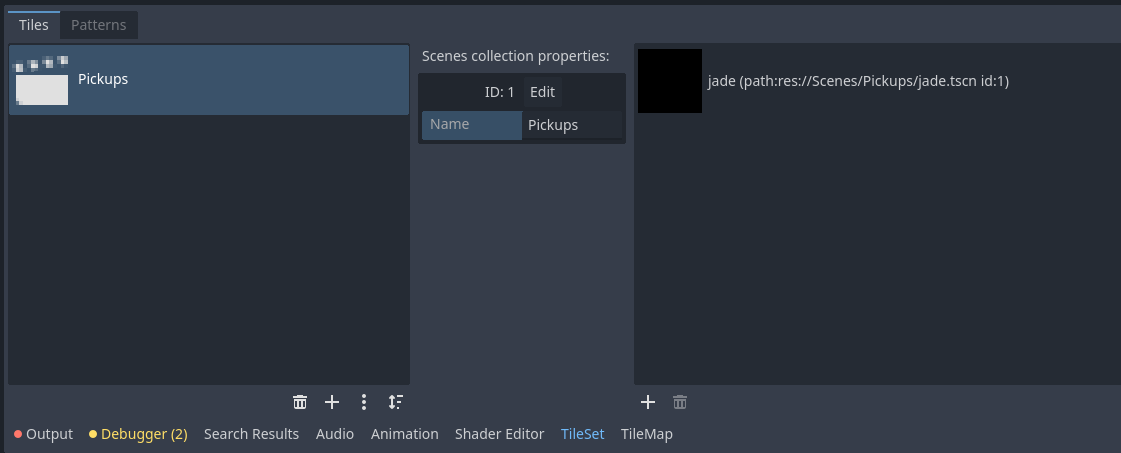 Tiles Patterns
Pickups
Scenes collection properties:
ID: 1 Edit
Name Pickups
jade (path:res://Scenes/Pickups/jade.tscn id:1)
Output Debugger (2) Search Results Audio Animation Shader Editor TileSet TileMap